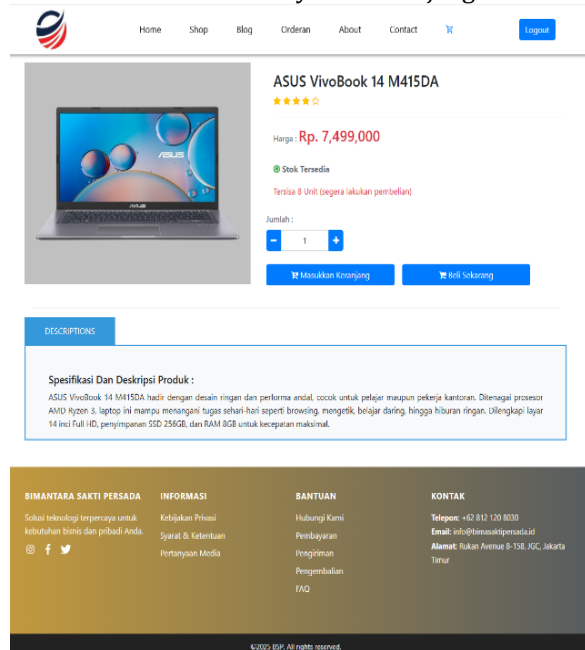 Home Shop Blog Orderan About Contact Logout
ASUS VivoBook 14 M415DA
Harga : Rp. 7,499,000
Stok Tersedia
Tersisa 8 Unit (segera lakukan pembelian)
Jumlah :
- 1 +
Masukkan Keranjang Beli Sekarang
ASUS
DESCRIPTIONS
Spesifikasi Dan Deskripsi Produk :
ASUS VivoBook 14 M415DA hadir dengan desain ringan dan performa andal, cocok untuk pelajar maupun pekerja kantoran. Ditenagai prosesor
AMD Ryzen 3, laptop ini mampu menangani tugas sehari-hari seperti browsing, mengetik, belajar daring, hingga hiburan ringan. Dilengkapi layar
14 inci Full HD, penyimpanan SSD 256GB, dan RAM 8GB untuk kecepatan maksimal.
BIMANTARA SAKTI PERSADA
Solusi teknologi terpercaya untuk
kebutuhan bisnis dan pribadi Anda.
INFORMASI
Kebijakan Privasi
Syarat & Ketentuan
Pertanyaan Media
BANTUAN
Hubungi Kami
Pembayaran
Pengiriman
Pengembalian
FAQ
KONTAK
Telepon: +62 812 120 8030
Email: info@bimasaktipersada.id
Alamat: Rukan Avenue 8-158, JGC, Jakarta
Timur
©2025 BSP. All rights reserved.